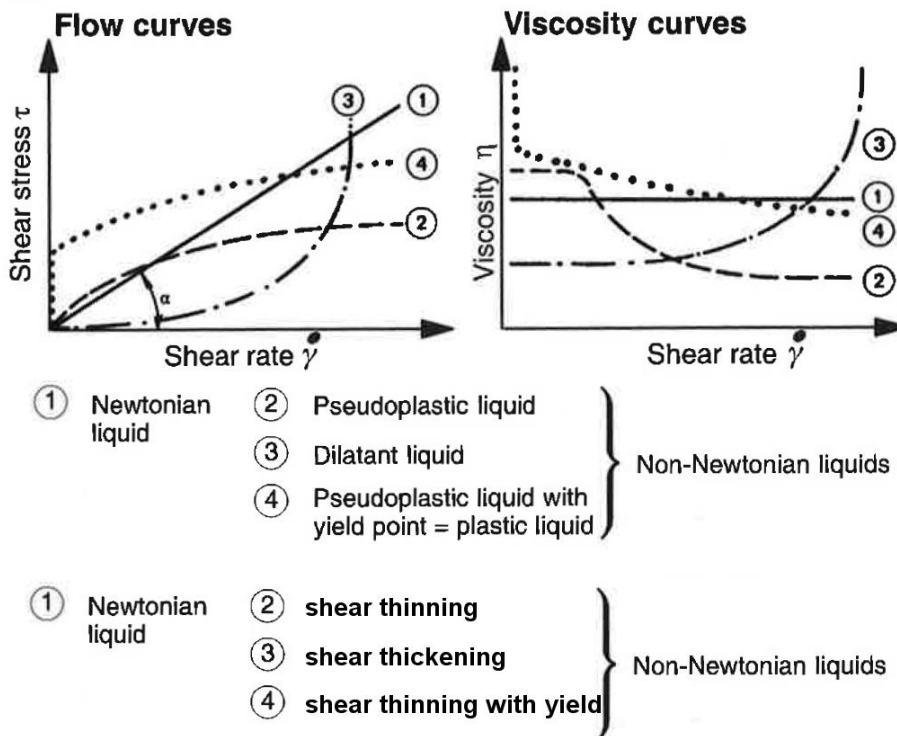 Flow curves
Shear stress τ
③
①
④
②
α
Shear rate γ̇
Viscosity curves
Viscosity η
③
①
④
②
Shear rate γ̇
① Newtonian liquid
② Pseudoplastic liquid
③ Dilatant liquid
④ Pseudoplastic liquid with
yield point = plastic liquid
Non-Newtonian liquids
① Newtonian liquid
② shear thinning
③ shear thickening
④ shear thinning with yield
Non-Newtonian liquids